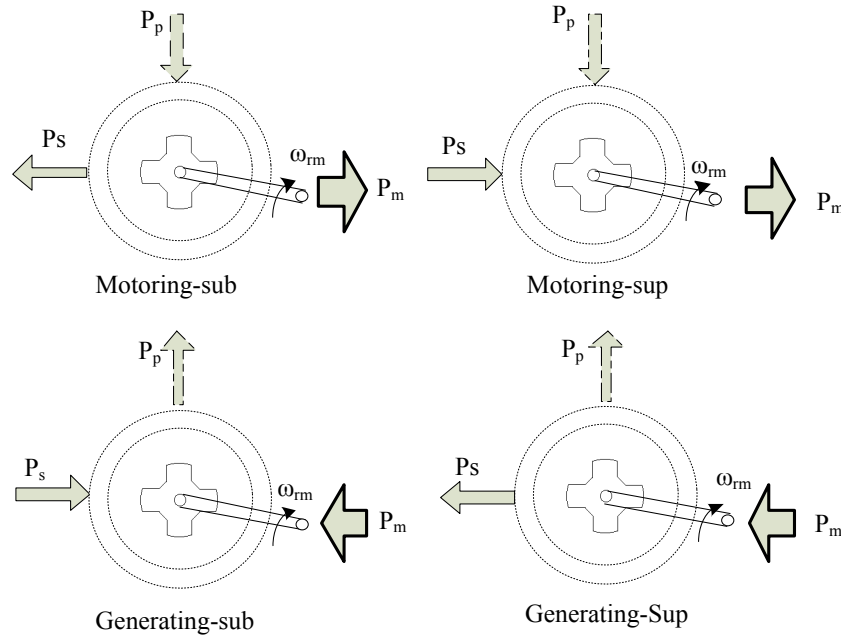 Pp
Pp
Ps
ωrm
Pm
Ps
ωrm
Pm
Motoring-sub
Motoring-sup
Pp
Pp
Ps
ωrm
Pm
Ps
ωrm
Pm
Generating-sub
Generating-Sup